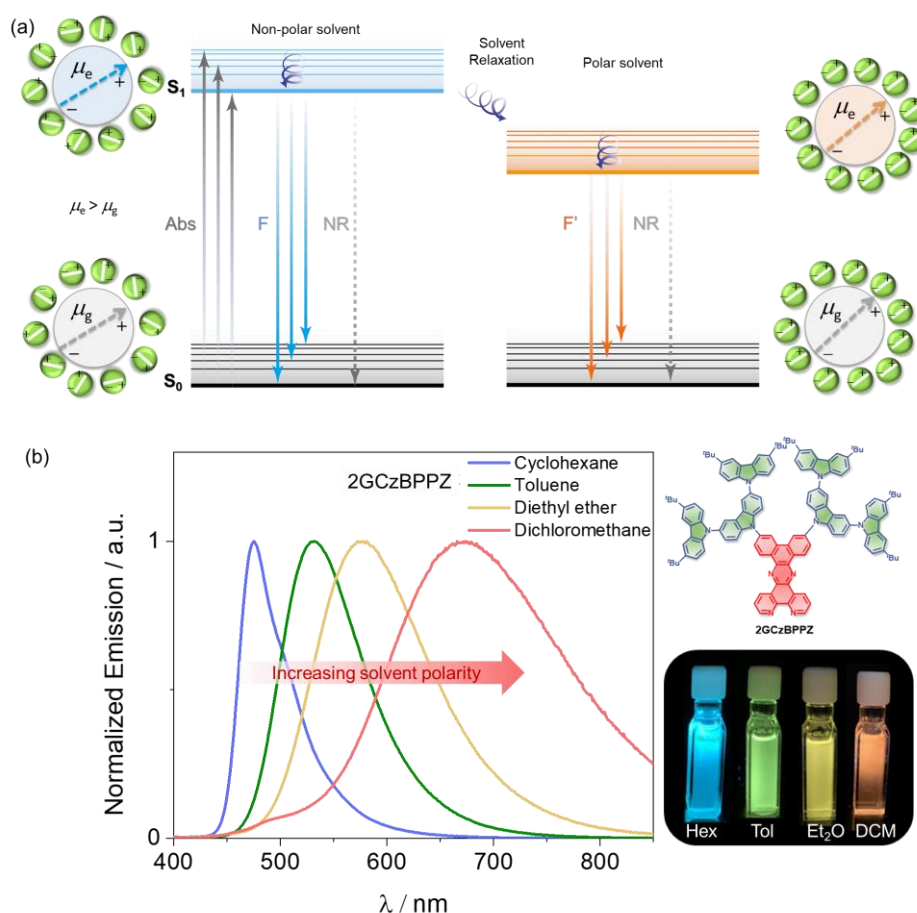 (a)
Non-polar solvent
Solvent
Relaxation
Polar solvent
μe
+
−
S1
μe
+
−
μe > μg
Abs
F
NR
F'
NR
μg
+
−
S0
μg
+
−
(b)
2GCzBPPZ
Cyclohexane
Toluene
Diethyl ether
Dichloromethane
Normalized Emission / a.u.
1
0
Increasing solvent polarity
400
500
600
700
800
λ / nm
tBu
tBu
tBu
tBu
tBu
tBu
tBu
tBu
N
N
N
N
N
N
N
N
N
N
2GCzBPPZ
Hex
Tol
Et2O
DCM